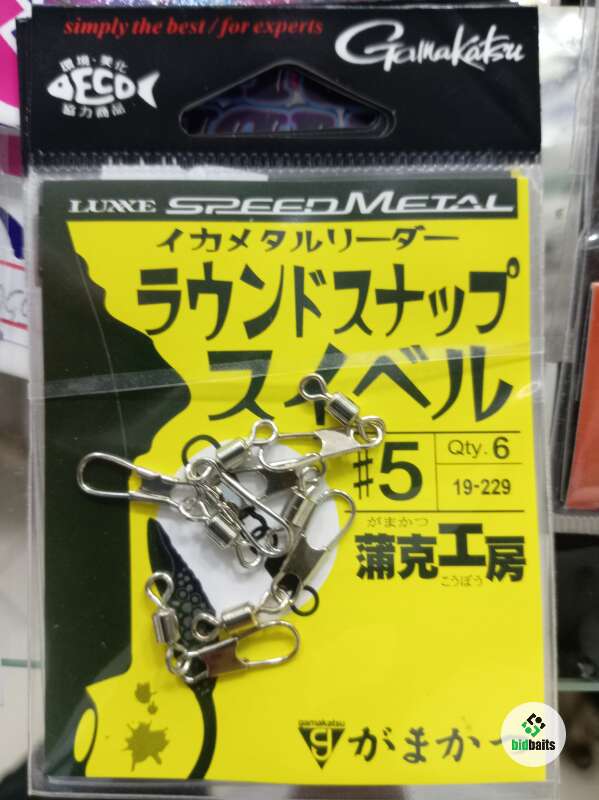 simply the best / for experts
Gamakatsu
環境・美化
ECO
協力商品
LUXXE SPEED METAL
イカメタルリーダー
ラウンドスナップ
スイベル
#5
Qty. 6
19-229
がまかつ
蒲克工房
こうぼう
gamakatsu
がまかつ
bidbaits